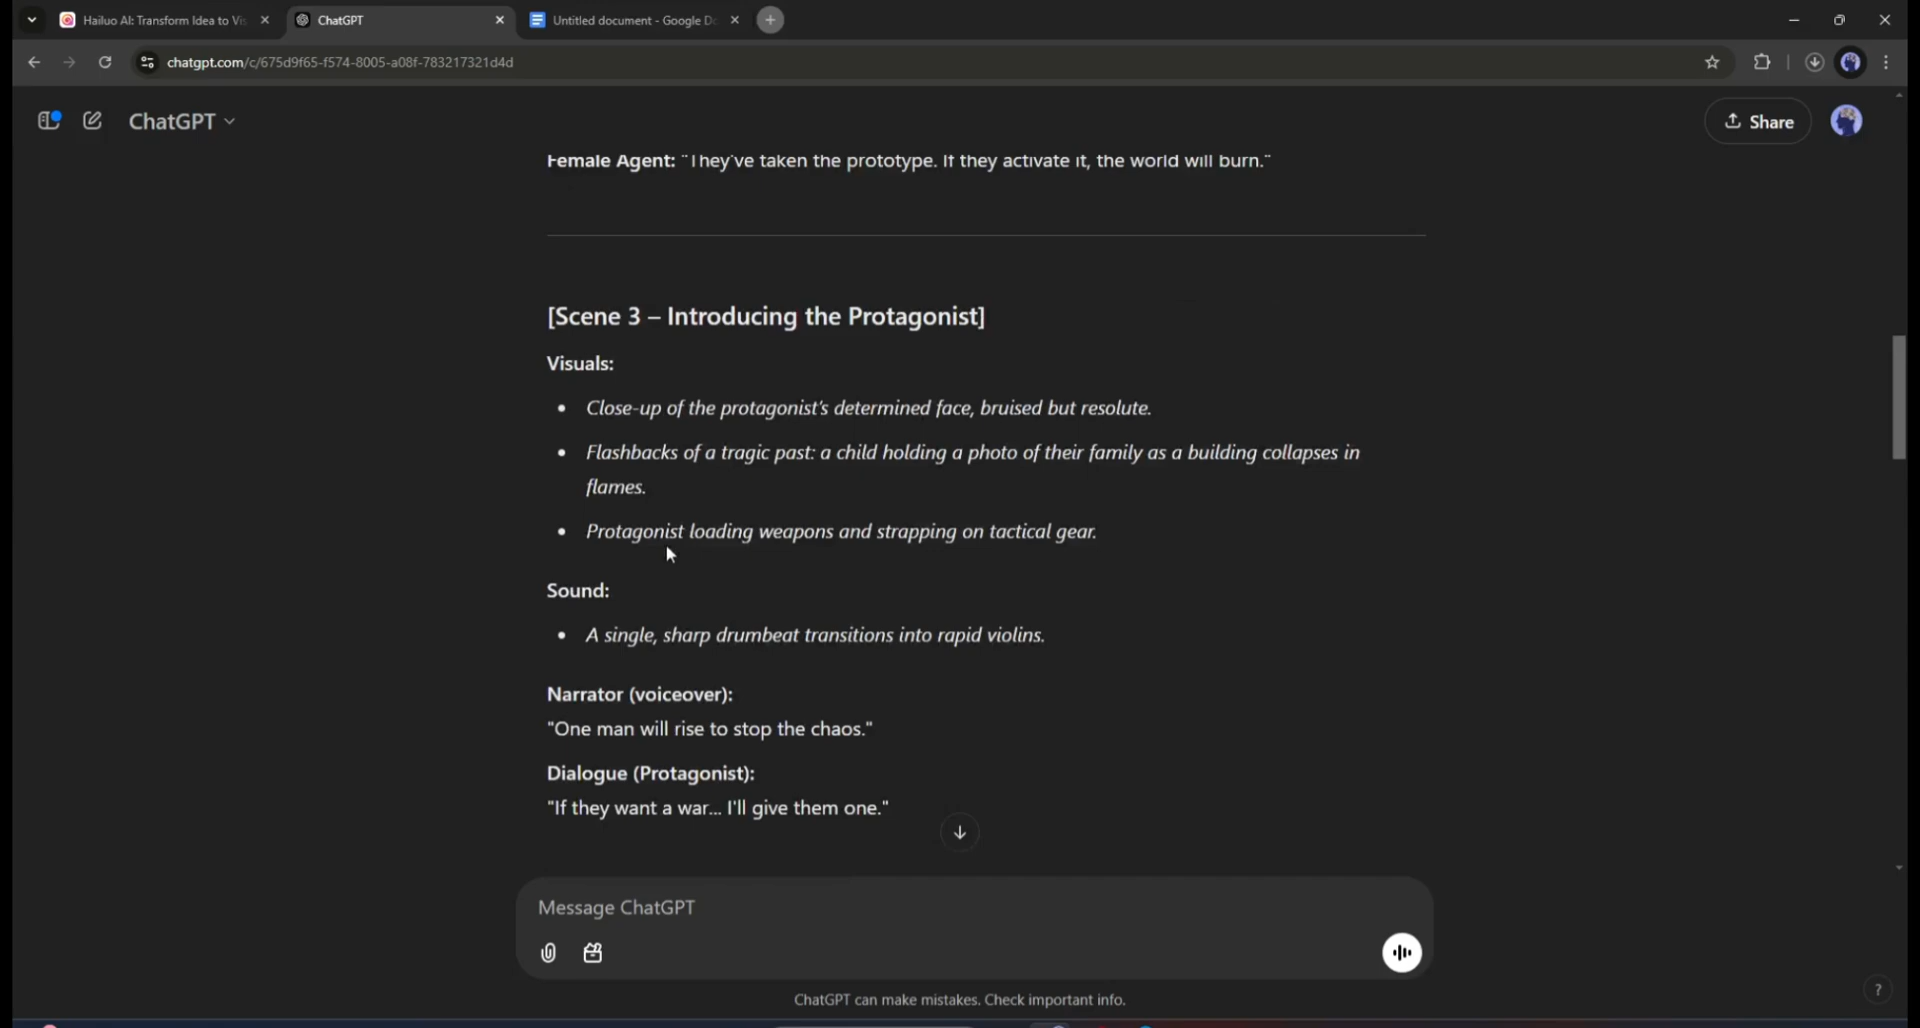 Hailuo AI: Transform Idea to Vis
ChatGPT
Untitled document - Google Do
chatgpt.com/c/675d9f65-f574-8005-a08f-783217321d4d
ChatGPT
Share
Female Agent: "They've taken the prototype. If they activate it, the world will burn."
[Scene 3 – Introducing the Protagonist]
Visuals:
• Close-up of the protagonist's determined face, bruised but resolute.
• Flashbacks of a tragic past: a child holding a photo of their family as a building collapses in
flames.
• Protagonist loading weapons and strapping on tactical gear.
Sound:
• A single, sharp drumbeat transitions into rapid violins.
Narrator (voiceover):
"One man will rise to stop the chaos."
Dialogue (Protagonist):
"If they want a war... I'll give them one."
Message ChatGPT
ChatGPT can make mistakes. Check important info.
?